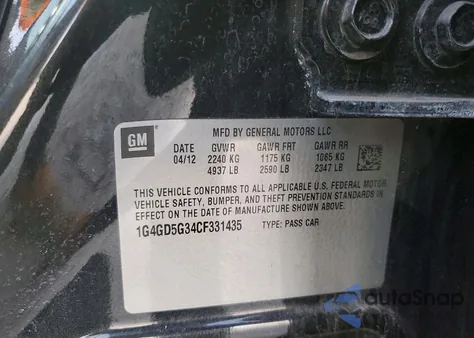 GM
MFD BY GENERAL MOTORS LLC
DATE GVWR GAWR FRT GAWR RR
04/12 2240 KG 1175 KG 1065 KG
4937 LB 2590 LB 2347 LB
THIS VEHICLE CONFORMS TO ALL APPLICABLE U.S. FEDERAL MOTOR
VEHICLE SAFETY, BUMPER, AND THEFT PREVENTION STANDARDS IN
EFFECT ON THE DATE OF MANUFACTURE SHOWN ABOVE.
1G4GD5G34CF331435 TYPE: PASS CAR
autoSnap